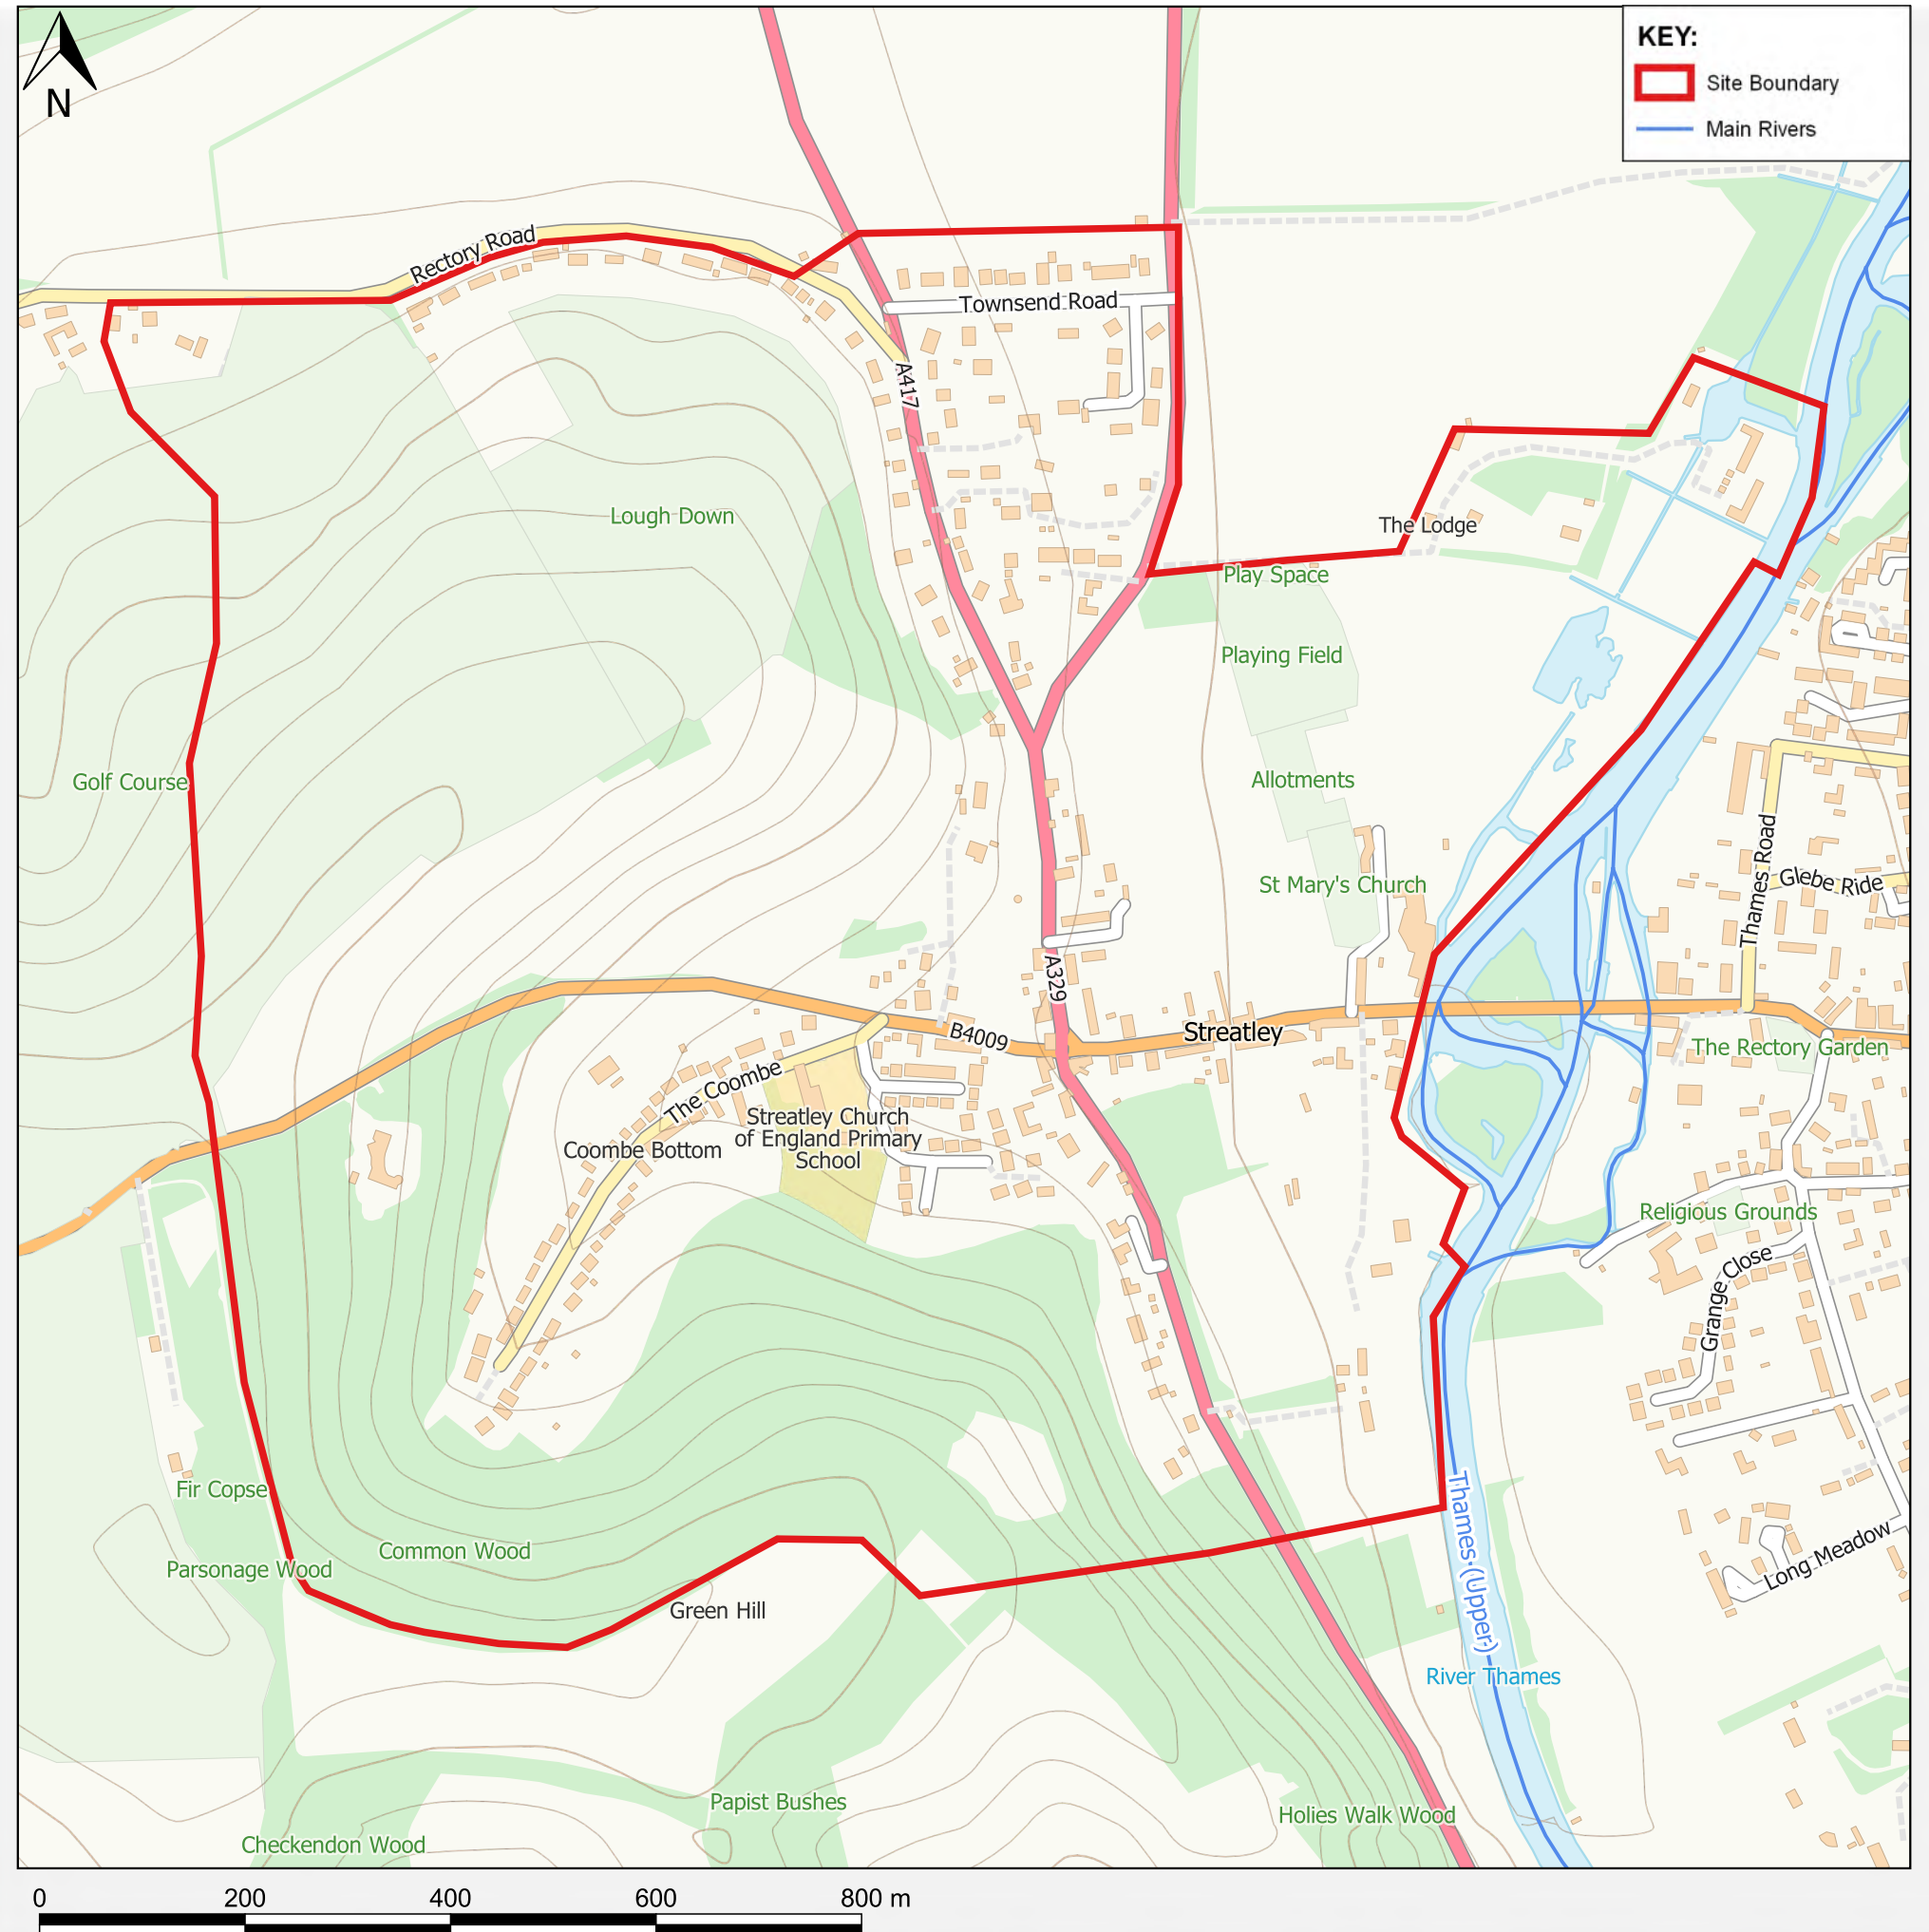 N
KEY:
Site Boundary
Main Rivers
Rectory Road
Townsend Road
A417
Lough Down
The Lodge
Play Space
Playing Field
Golf Course
Allotments
Thames Road
Glebe Ride
St Mary's Church
A329
B4009
Streatley
The Rectory Garden
The Coombe
Streatley Church
of England Primary
School
Coombe Bottom
Religious Grounds
Grange Close
Fir Copse
Common Wood
Parsonage Wood
Green Hill
Thames (Upper)
Long Meadow
River Thames
Papist Bushes
Holies Walk Wood
Checkendon Wood
0 200 400 600 800 m